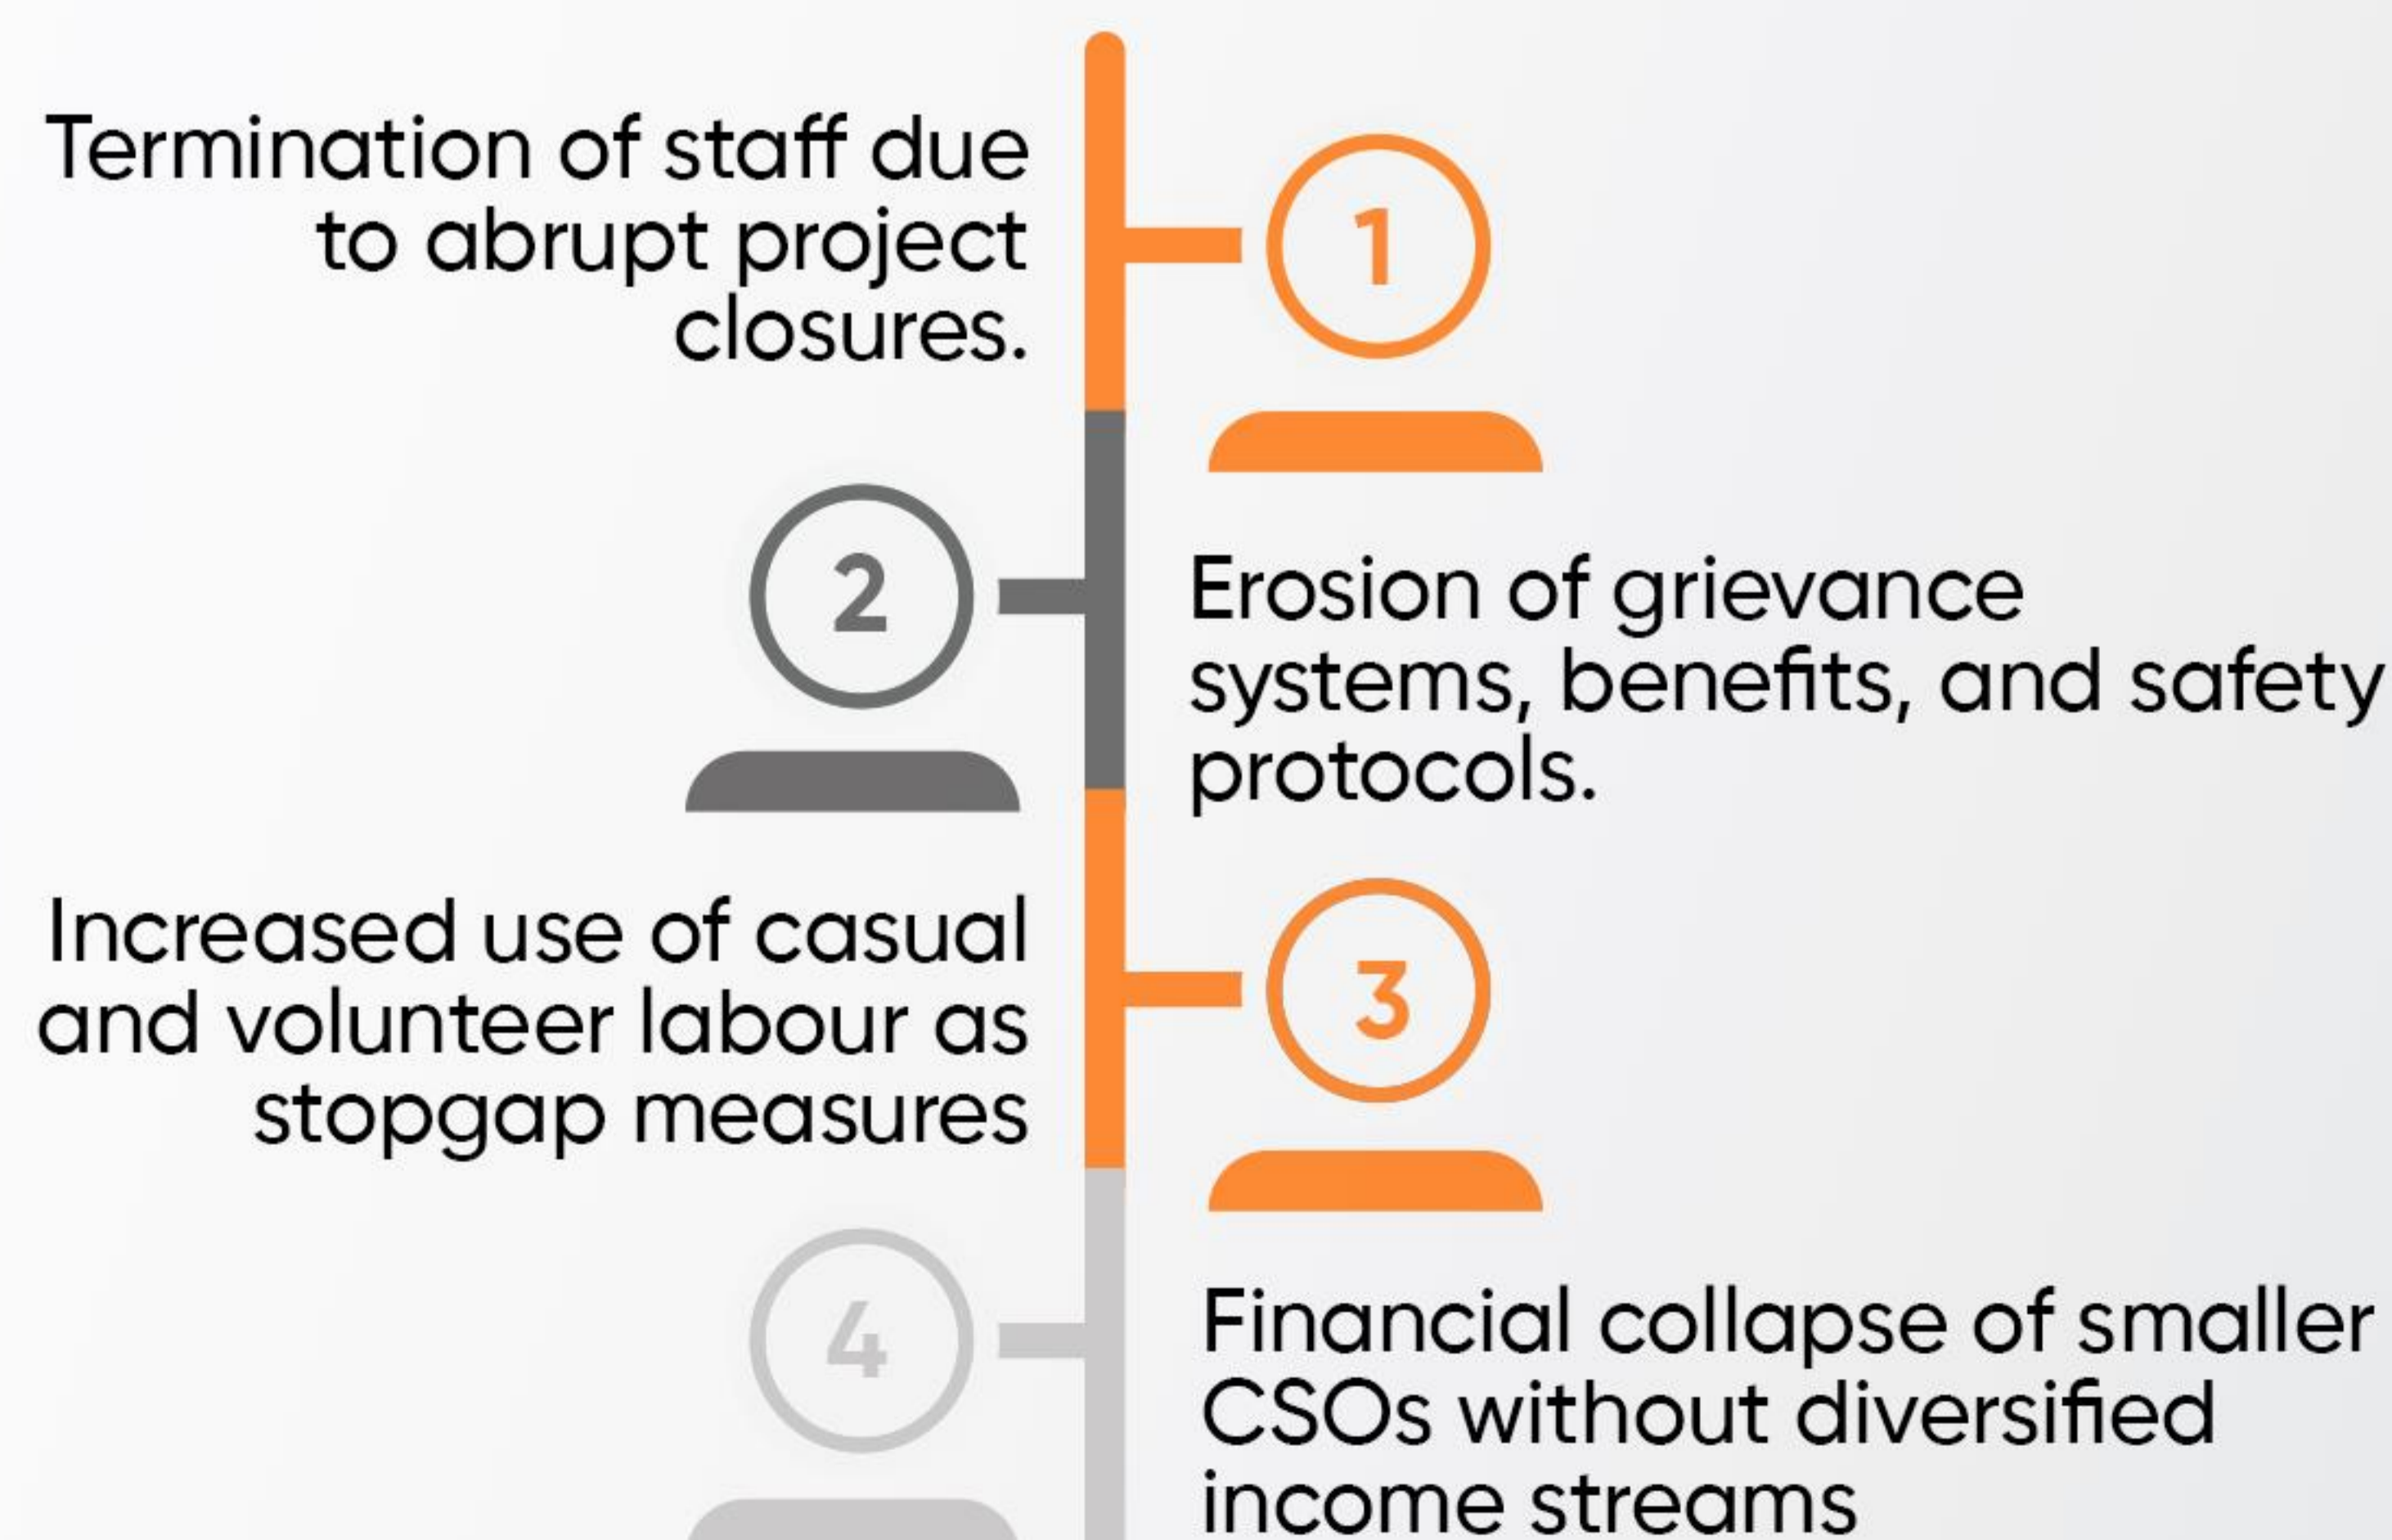 Termination of staff due
to abrupt project
closures.
1
2
Erosion of grievance
systems, benefits, and safety
protocols.
Increased use of casual
and volunteer labour as
stopgap measures
3
4
Financial collapse of smaller
CSOs without diversified
income streams